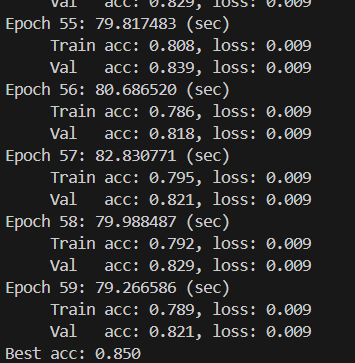 Val   acc: 0.829, loss: 0.009
Epoch 55: 79.817483 (sec)
Train acc: 0.808, loss: 0.009
Val   acc: 0.839, loss: 0.009
Epoch 56: 80.686520 (sec)
Train acc: 0.786, loss: 0.009
Val   acc: 0.818, loss: 0.009
Epoch 57: 82.830771 (sec)
Train acc: 0.795, loss: 0.009
Val   acc: 0.821, loss: 0.009
Epoch 58: 79.988487 (sec)
Train acc: 0.792, loss: 0.009
Val   acc: 0.829, loss: 0.009
Epoch 59: 79.266586 (sec)
Train acc: 0.789, loss: 0.009
Val   acc: 0.821, loss: 0.009
Best acc: 0.850